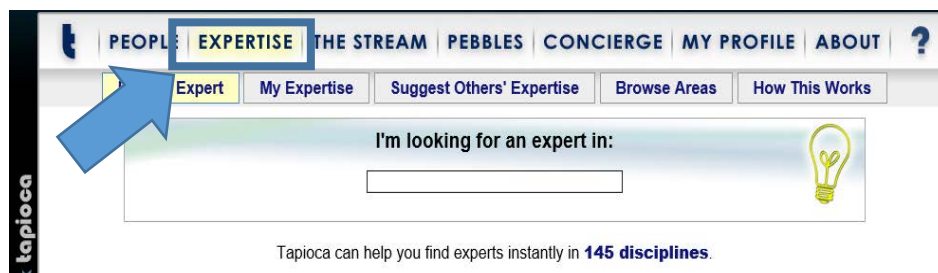 t PEOPLE EXPERTISE THE STREAM PEBBLES CONCIERGE MY PROFILE ABOUT ?
Expert My Expertise Suggest Others' Expertise Browse Areas How This Works
I'm looking for an expert in:
Tapioca can help you find experts instantly in 145 disciplines.
tapioca